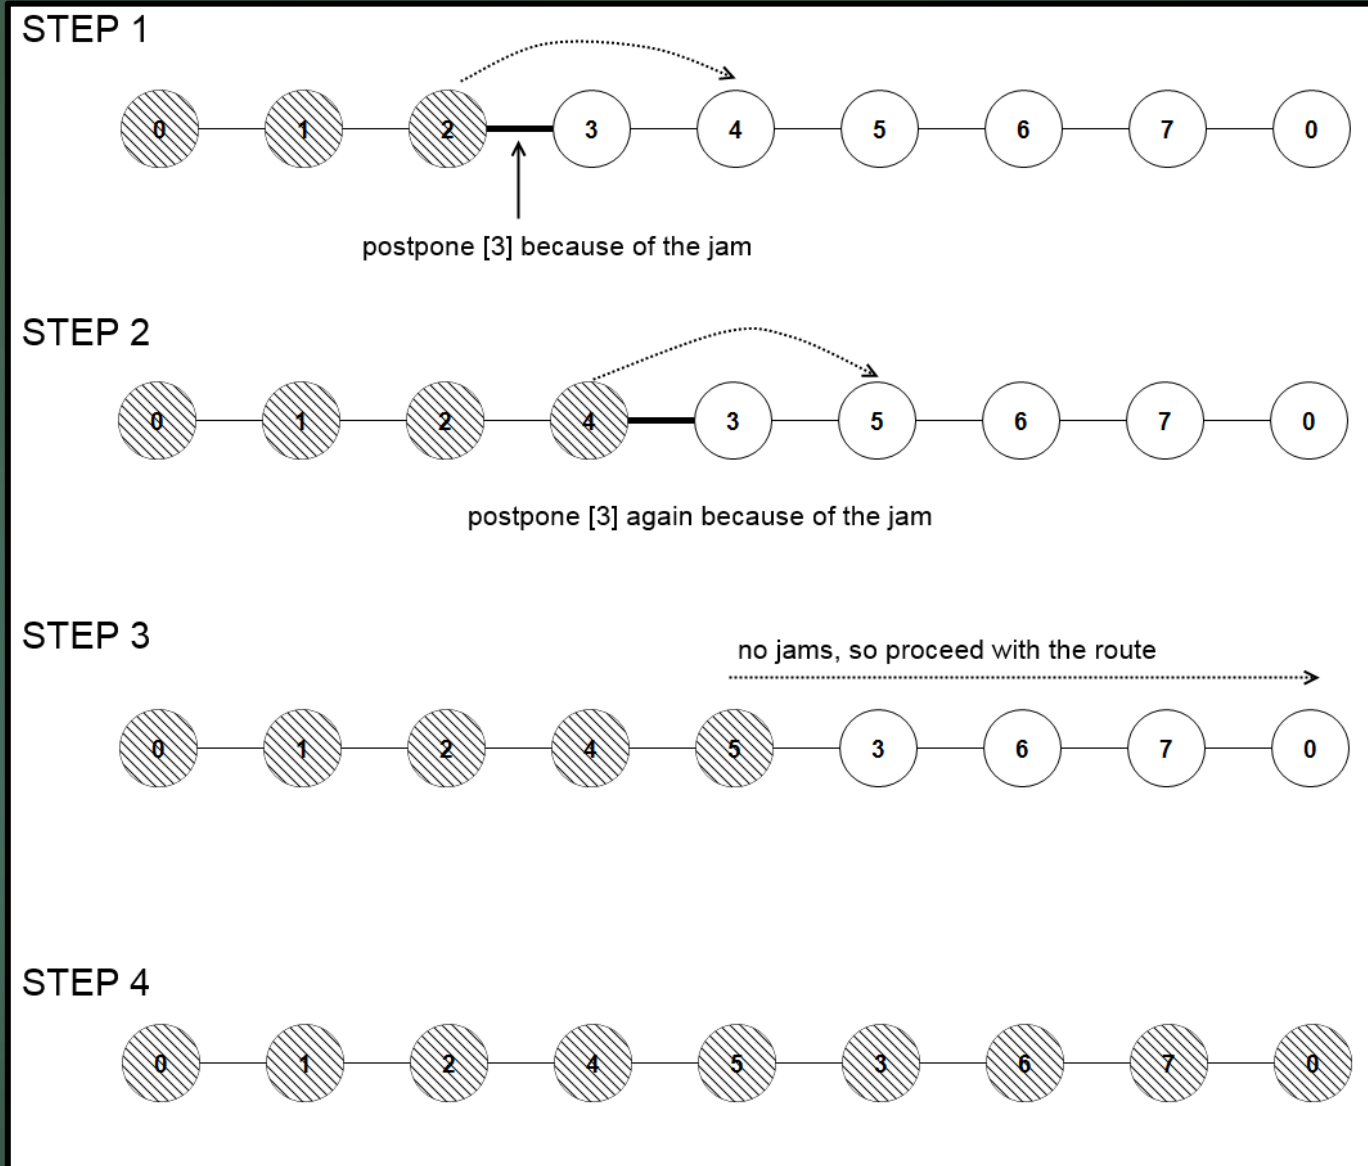 STEP 1
0 1 2 3 4 5 6 7 0
postpone [3] because of the jam
STEP 2
0 1 2 4 3 5 6 7 0
postpone [3] again because of the jam
STEP 3
no jams, so proceed with the route
0 1 2 4 5 3 6 7 0
STEP 4
0 1 2 4 5 3 6 7 0